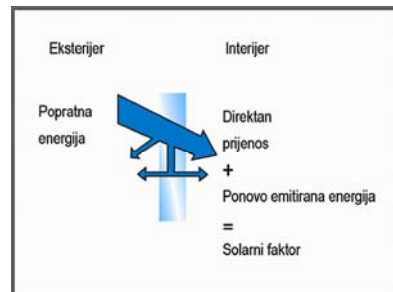 Eksterijer
Interijer
Popratna
energija
Direktan
prijenos
+
Ponovo emitirana energija
=
Solarni faktor